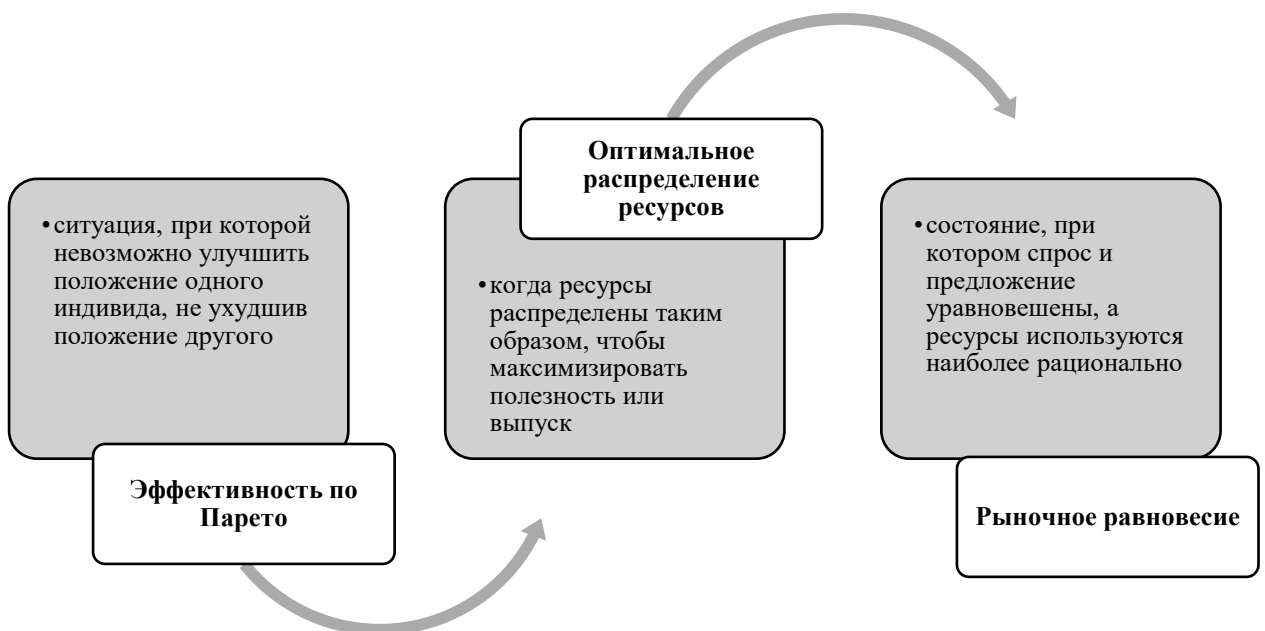 •ситуация, при которой
невозможно улучшить
положение одного
индивида, не ухудшив
положение другого
Эффективность по
Парето
Оптимальное
распределение
ресурсов
•когда ресурсы
распределены таким
образом, чтобы
максимизировать
полезность или
выпуск
•состояние, при
котором спрос и
предложение
уравновешены, а
ресурсы используются
наиболее рационально
Рыночное равновесие